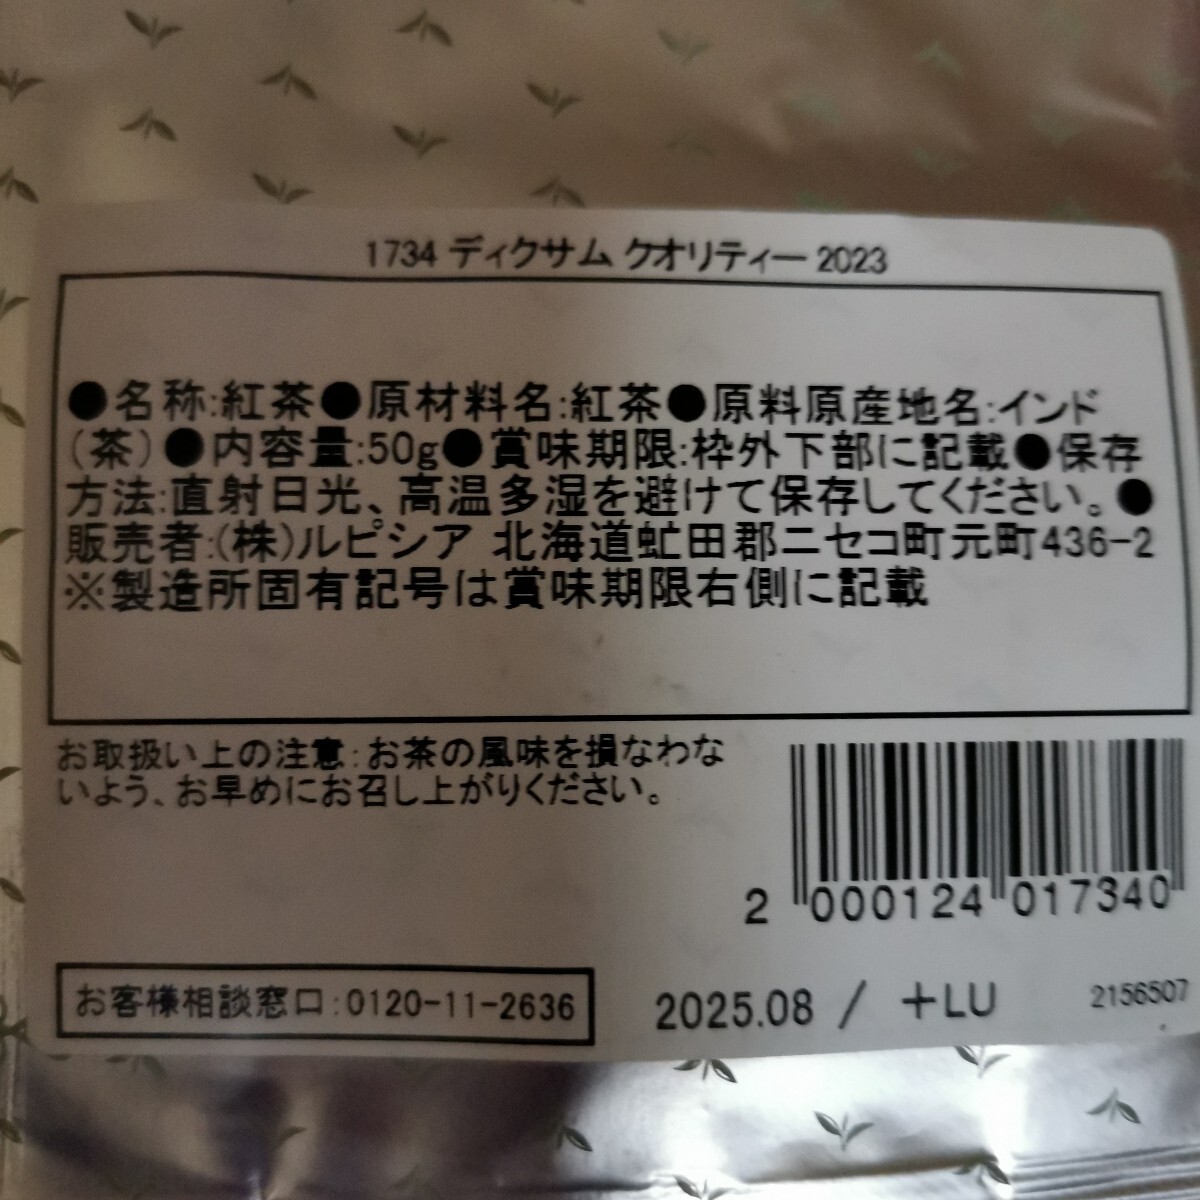 1734 ディクサム クオリティー 2023
●名称:紅茶●原材料名:紅茶●原料原産地名:インド
(茶)●内容量:50g●賞味期限:枠外下部に記載●保存
方法:直射日光、高温多湿を避けて保存してください。●
販売者:(株)ルピシア 北海道虻田郡ニセコ町元町436-2
※製造所固有記号は賞味期限右側に記載
お取扱い上の注意:お茶の風味を損なわな
いよう、お早めにお召し上がりください。
2 000124 017340
お客様相談窓口:0120-11-2636
2025.08 / +LU
2156507